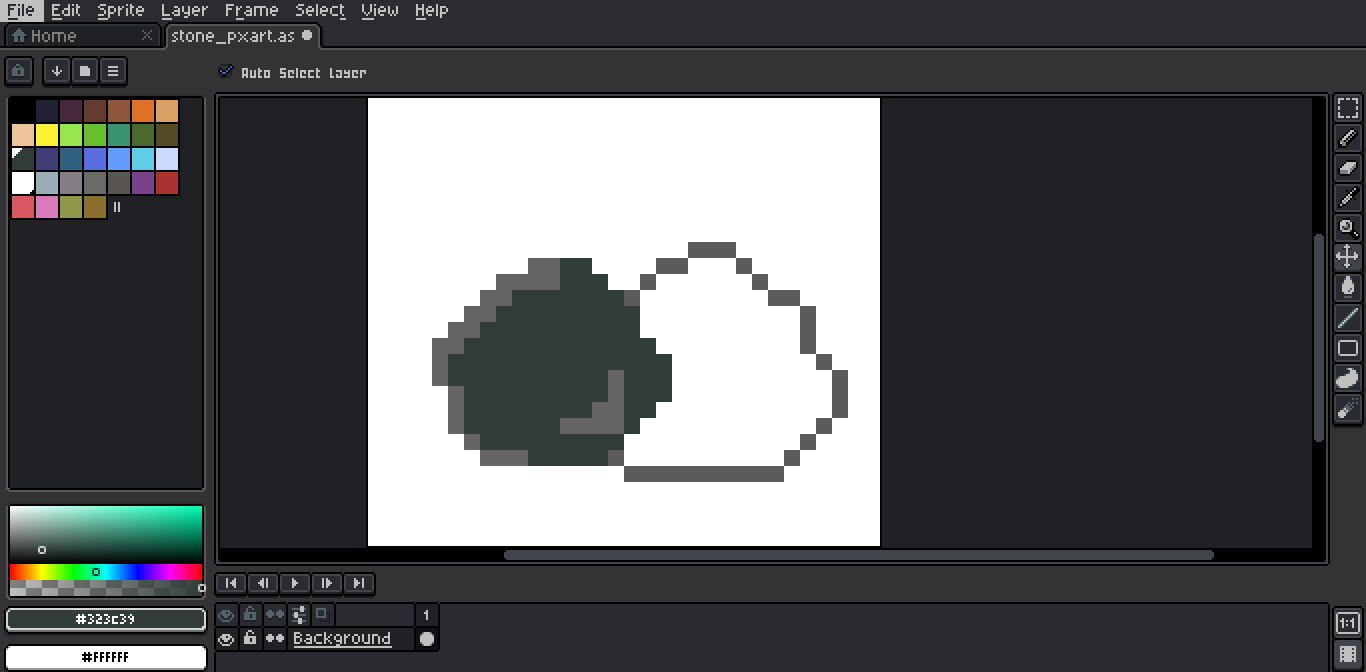 File Edit Sprite Layer Frame Select View Help
Home
stone_pxart.as
Auto Select Layer
#323c39
#FFFFFF
1
Background
1:1